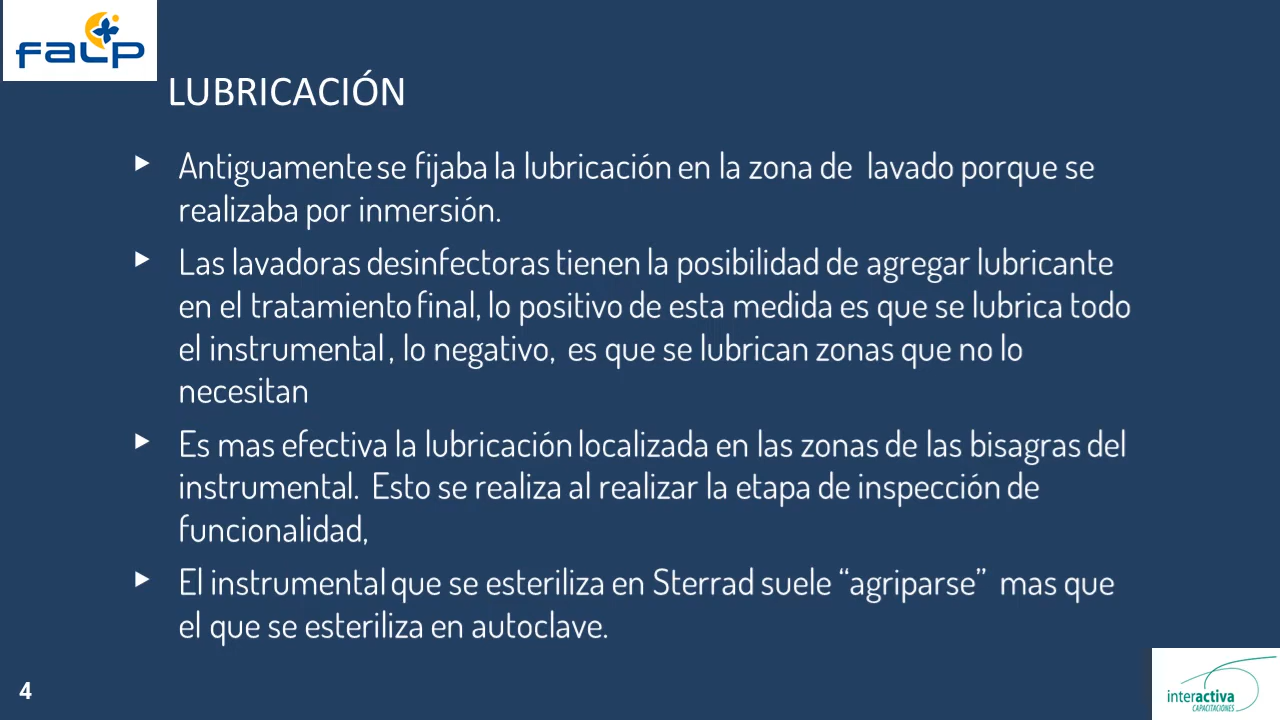 falp
LUBRICACIÓN
Antiguamente se fijaba la lubricación en la zona de lavado porque se
realizaba por inmersión.
Las lavadoras desinfectoras tienen la posibilidad de agregar lubricante
en el tratamiento final, lo positivo de esta medida es que se lubrica todo
el instrumental, lo negativo, es que se lubrican zonas que no lo
necesitan
Es mas efectiva la lubricación localizada en las zonas de las bisagras del
instrumental. Esto se realiza al realizar la etapa de inspección de
funcionalidad,
El instrumental que se esteriliza en Sterrad suele “agriparse” mas que
el que se esteriliza en autoclave.
4
interactiva
CAPACITACIONES